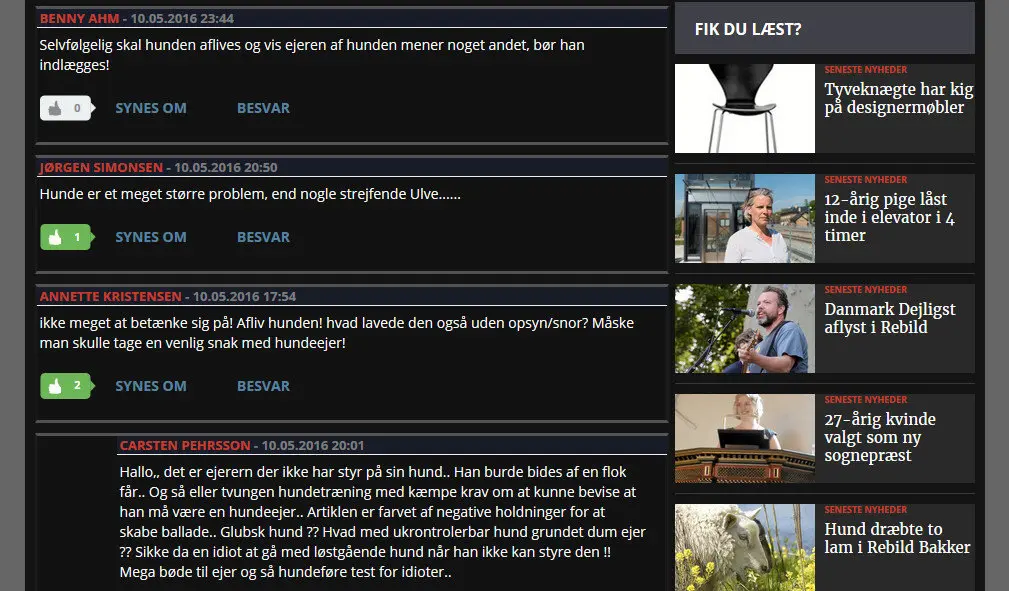 BENNY AHM - 10.05.2016 23:44
Selvfølgelig skal hunden aflives og vis ejeren af hunden mener noget andet, bør han
indlægges!
0 SYNES OM BESVAR
JØRGEN SIMONSEN - 10.05.2016 20:50
Hunde er et meget større problem, end nogle strejfende Ulve......
1 SYNES OM BESVAR
ANNETTE KRISTENSEN - 10.05.2016 17:54
ikke meget at betænke sig på! Afliv hunden! hvad lavede den også uden opsyn/snor? Måske
man skulle tage en venlig snak med hundeejer!
2 SYNES OM BESVAR
CARSTEN PEHRSSON - 10.05.2016 20:01
Hallo,, det er ejerern der ikke har styr på sin hund.. Han burde bides af en flok
får.. Og så eller tvungen hundetræning med kæmpe krav om at kunne bevise at
han må være en hundeejer.. Artiklen er farvet af negative holdninger for at
skabe ballade.. Glubsk hund ?? Hvad med ukrontrolerbar hund grundet dum ejer
?? Sikke da en idiot at gå med løstgående hund når han ikke kan styre den !!
Mega bøde til ejer og så hundeføre test for idioter..
FIK DU LÆST?
SENESTE NYHEDER
Tyveknægte har kig
på designermøbler
SENESTE NYHEDER
12-årig pige låst
inde i elevator i 4
timer
SENESTE NYHEDER
Danmark Dejligst
aflyst i Rebild
SENESTE NYHEDER
27-årig kvinde
valgt som ny
sognepræst
SENESTE NYHEDER
Hund dræbte to
lam i Rebild Bakker